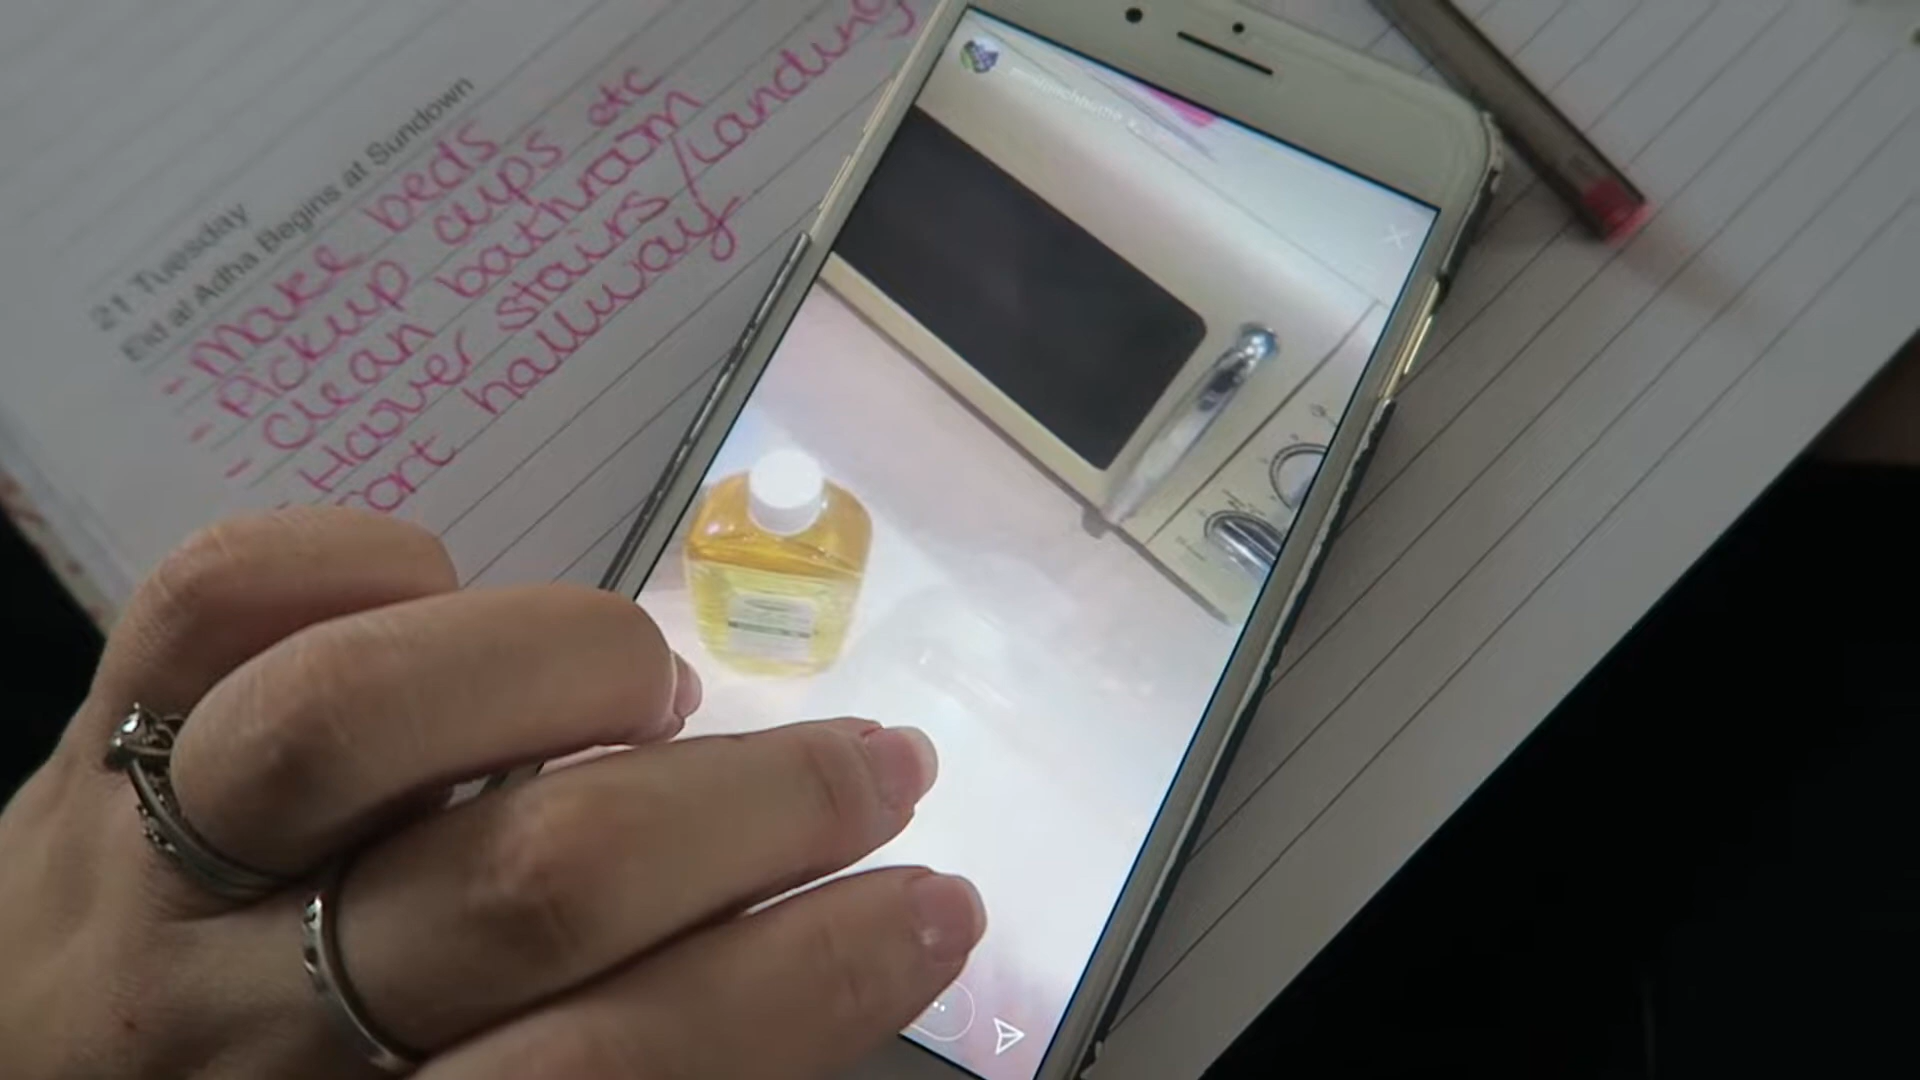 21 Tuesday
Eid al Adha Begins at Sundown
- Make beds
- Pickup cups etc
- Clean bathroom
- Hoover stairs/Landing
- Sort hallway